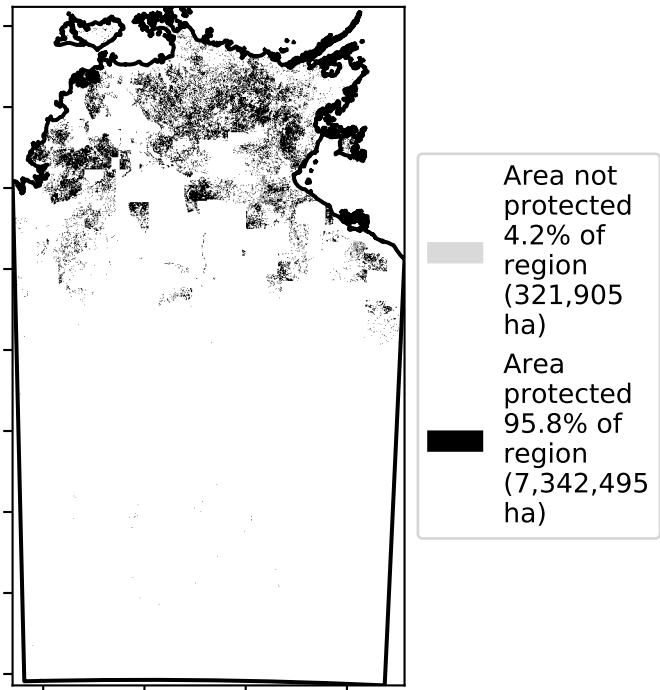 Area not
protected
4.2% of
region
(321,905
ha)
Area
protected
95.8% of
region
(7,342,495
ha)